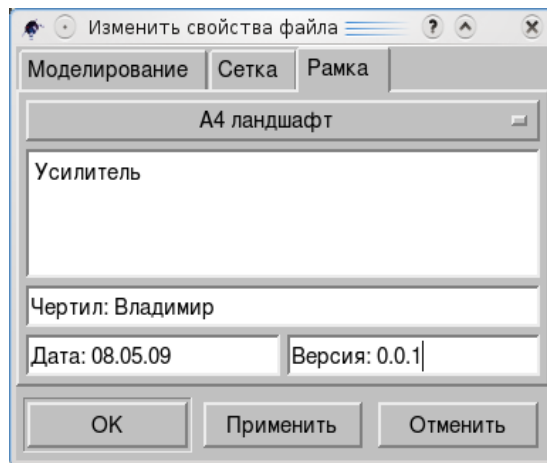 Изменить свойства файла
Моделирование Сетка Рамка
А4 ландшафт
Усилитель
Чертил: Владимир
Дата: 08.05.09 Версия: 0.0.1
OK Применить Отменить